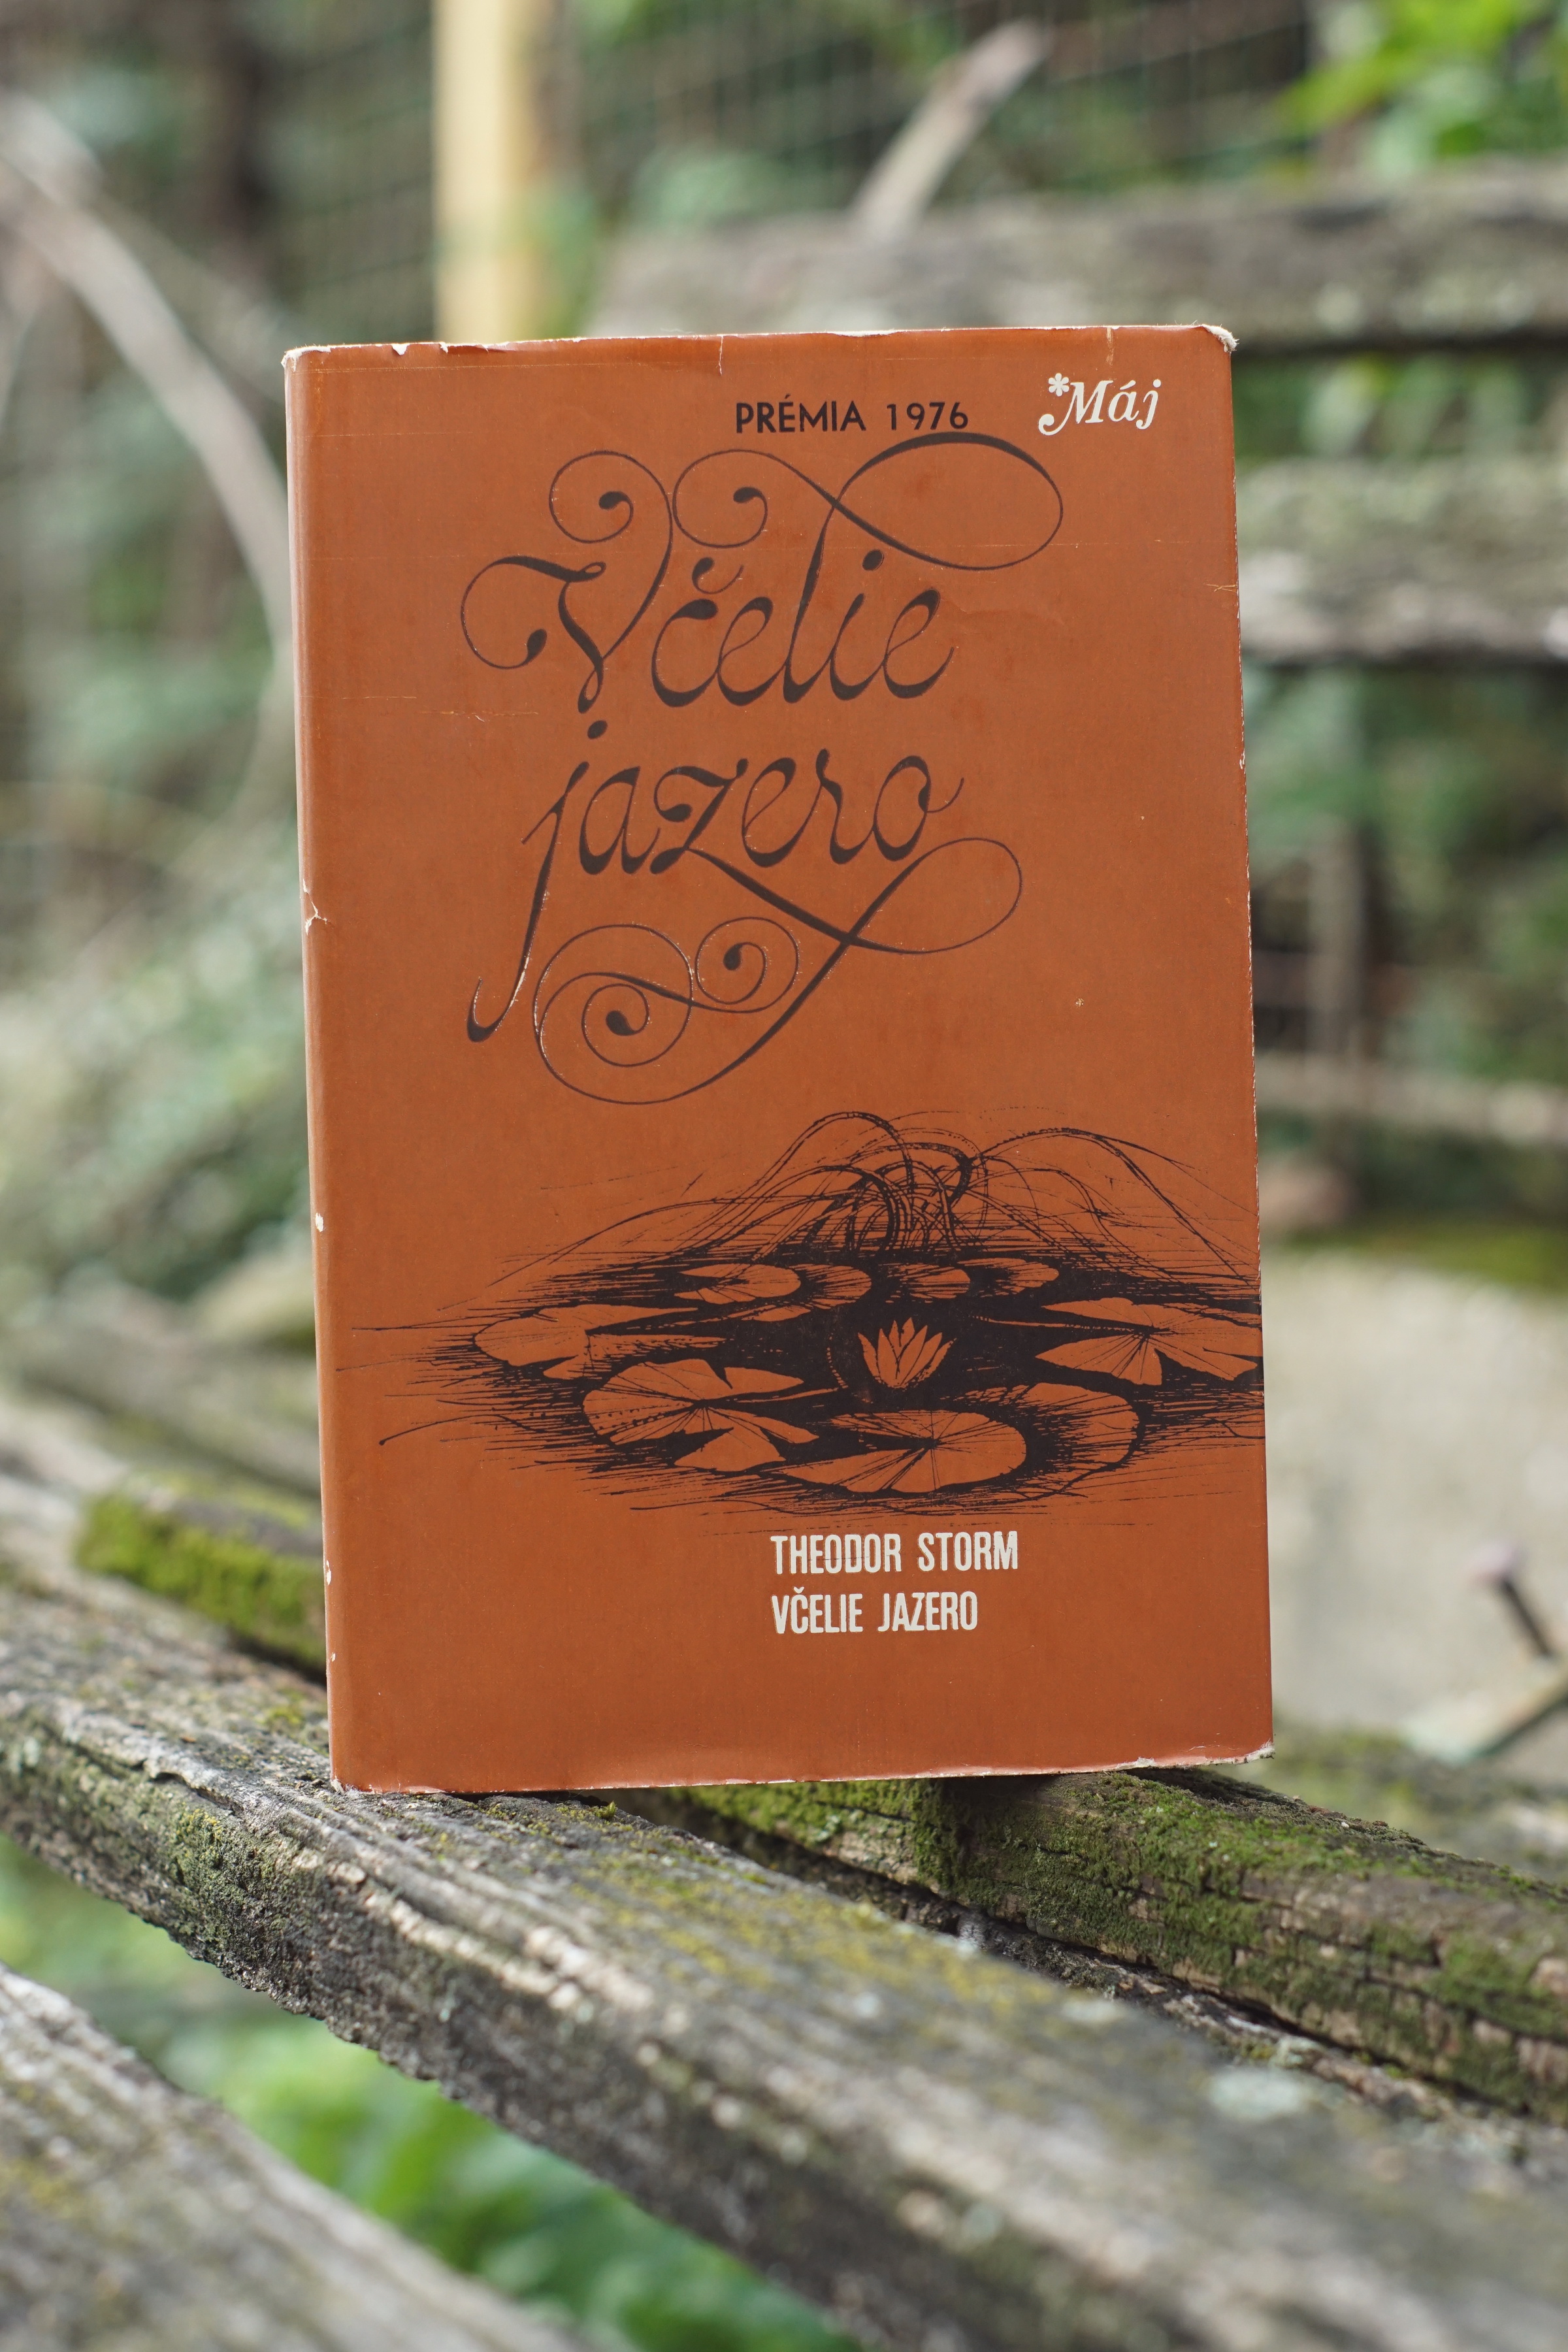 PRÉMIA 1976
*Máj
Včelie
jazero
THEODOR STORM
VČELIE JAZERO